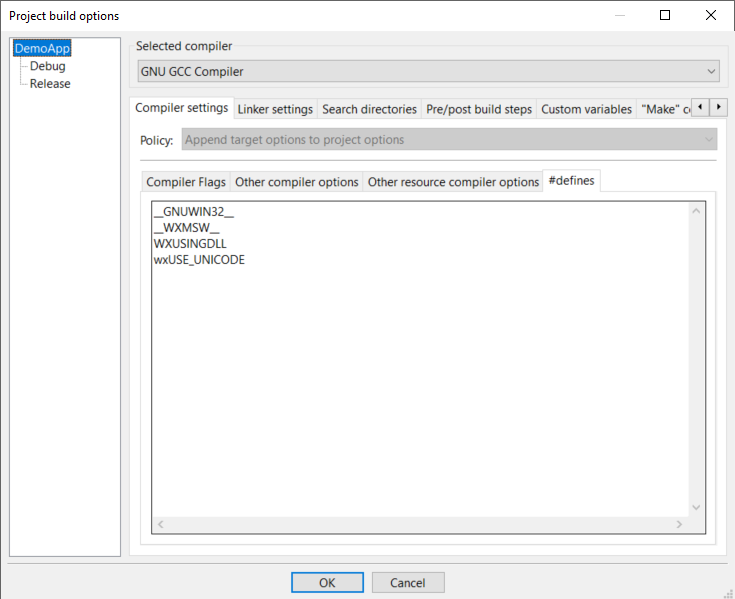 Project build options
DemoApp
Debug
Release
Selected compiler
GNU GCC Compiler
Compiler settings Linker settings Search directories Pre/post build steps Custom variables "Make" c
Policy: Append target options to project options
Compiler Flags Other compiler options Other resource compiler options #defines
__GNUWIN32__
__WXMSW__
WXUSINGDLL
wxUSE_UNICODE
OK Cancel